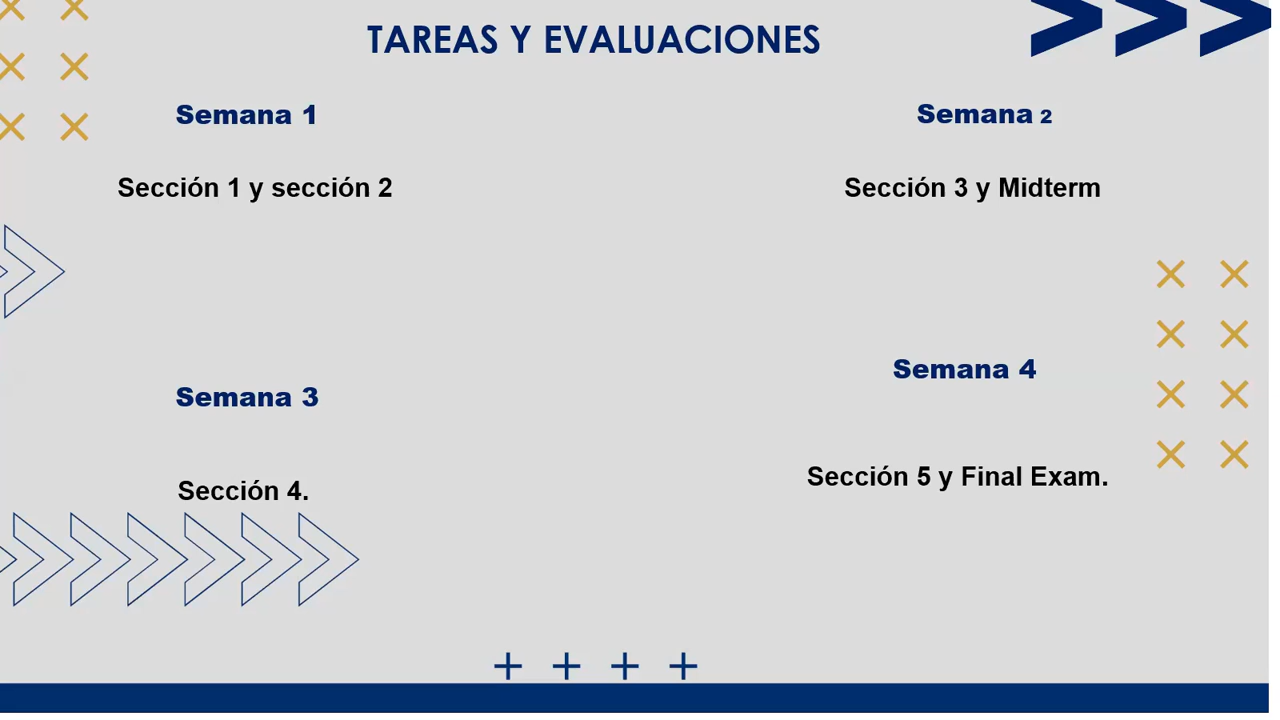 TAREAS Y EVALUACIONES
Semana 1
Semana 2
Sección 1 y sección 2
Sección 3 y Midterm
Semana 3
Semana 4
Sección 4.
Sección 5 y Final Exam.